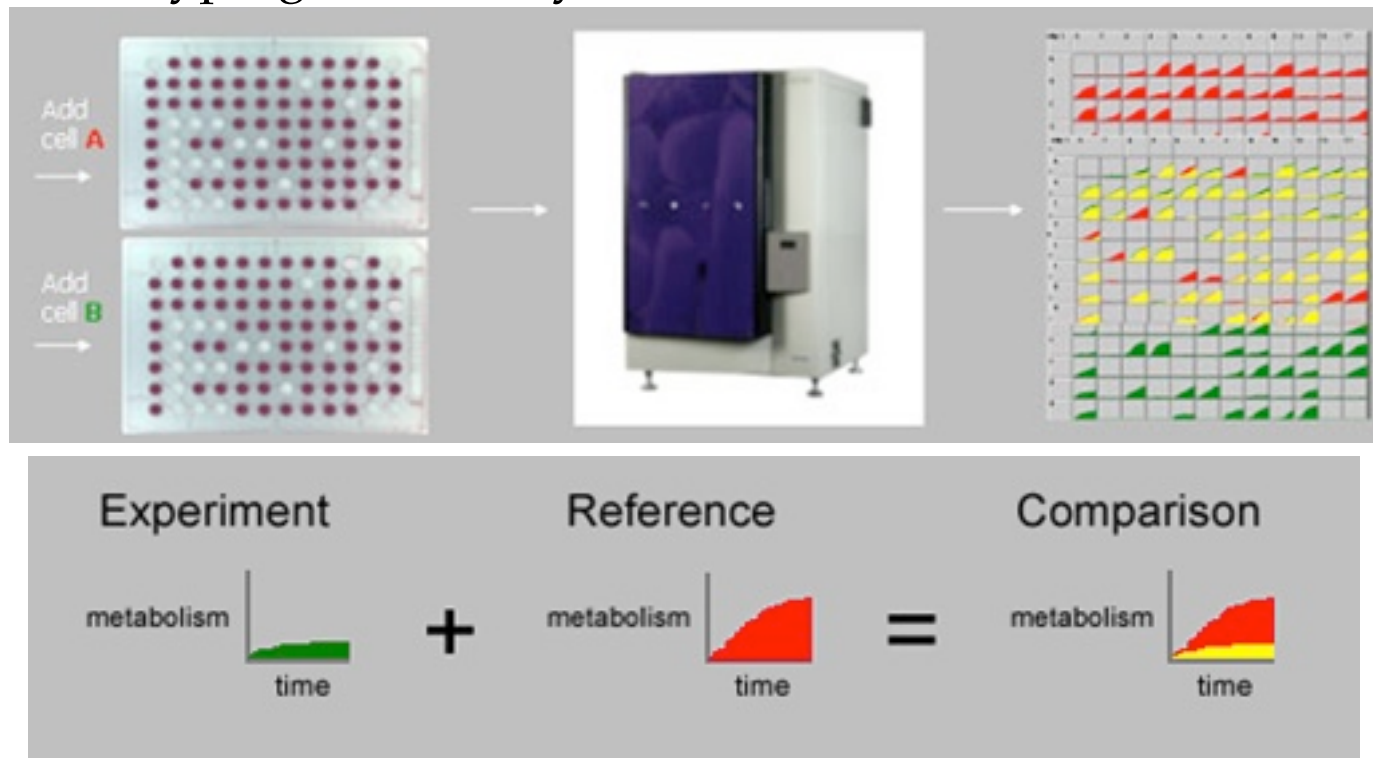 Add
cell A
Add
cell B
Experiment
Reference
Comparison
metabolism
+
metabolism
=
metabolism
time
time
time